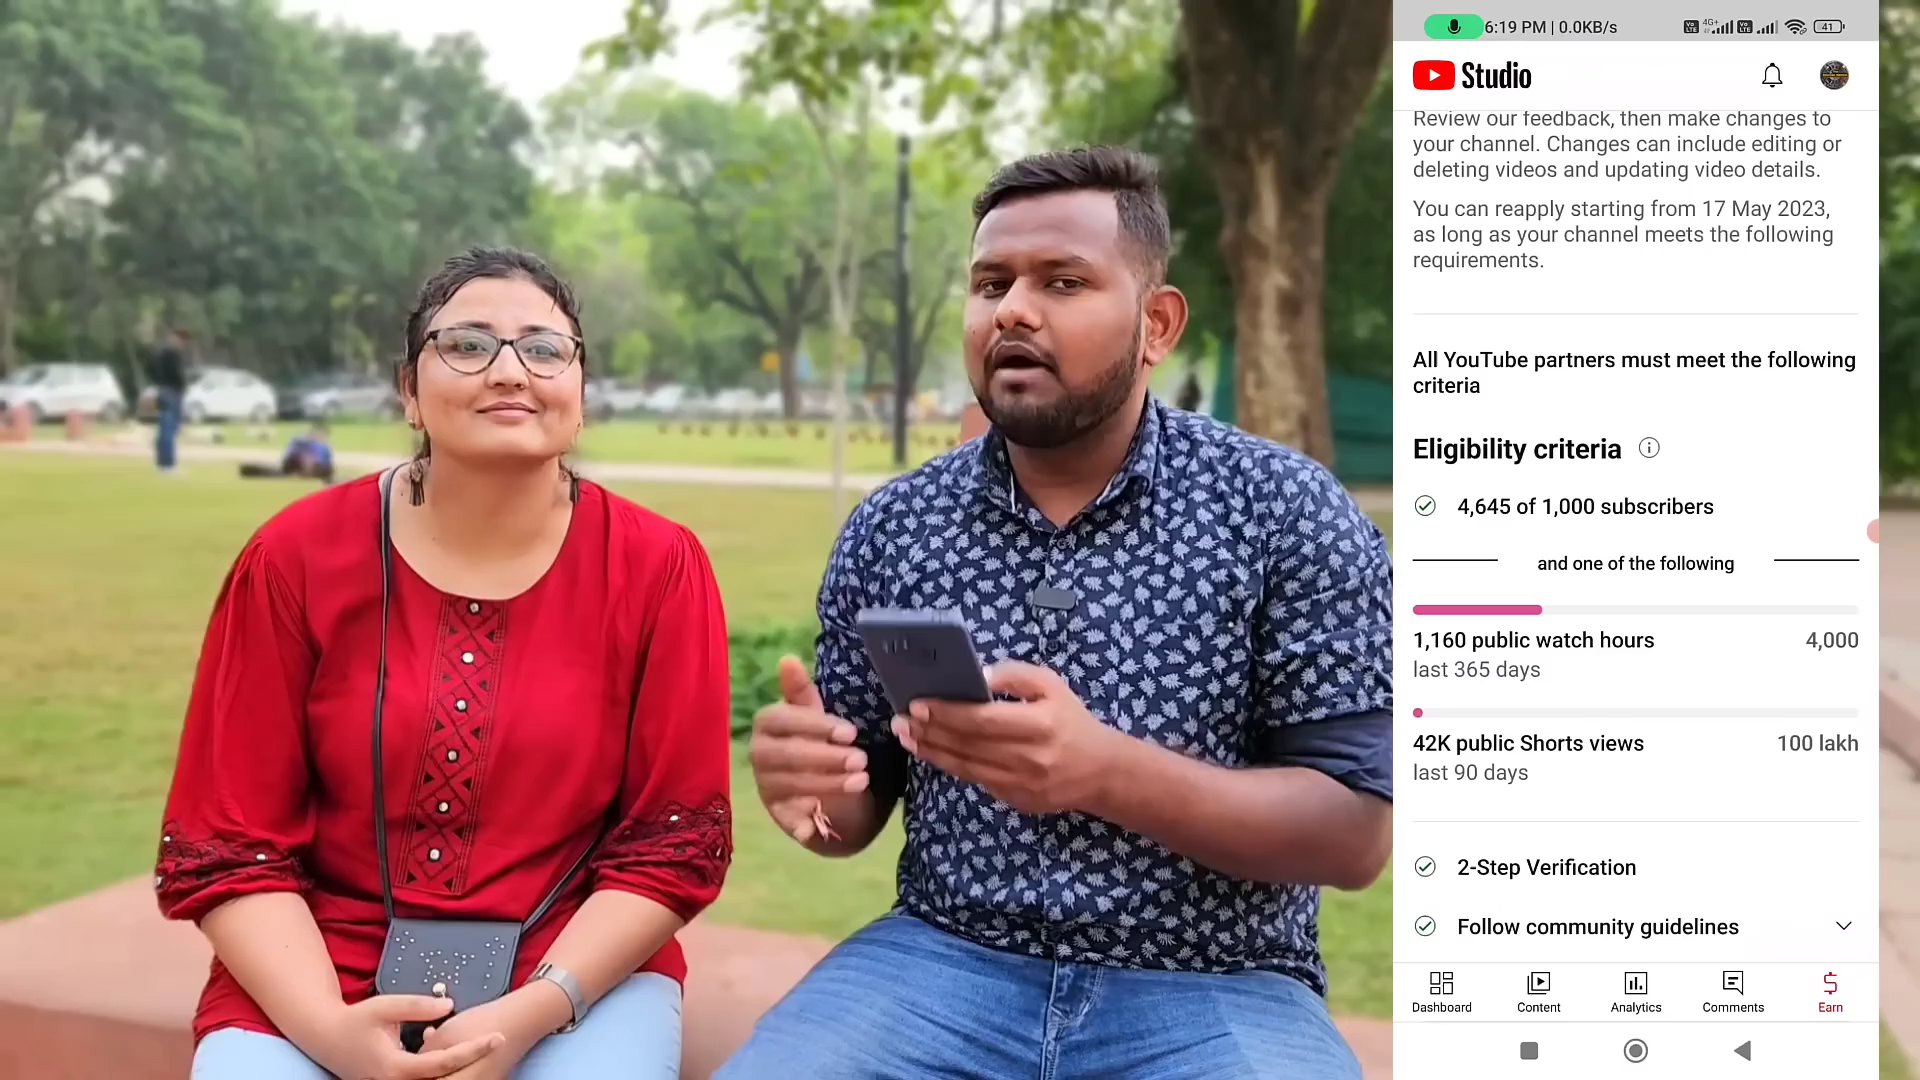 6:19 PM | 0.0KB/s
4G+
41
Studio
Review our feedback, then make changes to
your channel. Changes can include editing or
deleting videos and updating video details.
You can reapply starting from 17 May 2023,
as long as your channel meets the following
requirements.
All YouTube partners must meet the following
criteria
Eligibility criteria
4,645 of 1,000 subscribers
and one of the following
1,160 public watch hours 4,000
last 365 days
42K public Shorts views 100 lakh
last 90 days
2-Step Verification
Follow community guidelines
Dashboard Content Analytics Comments Earn